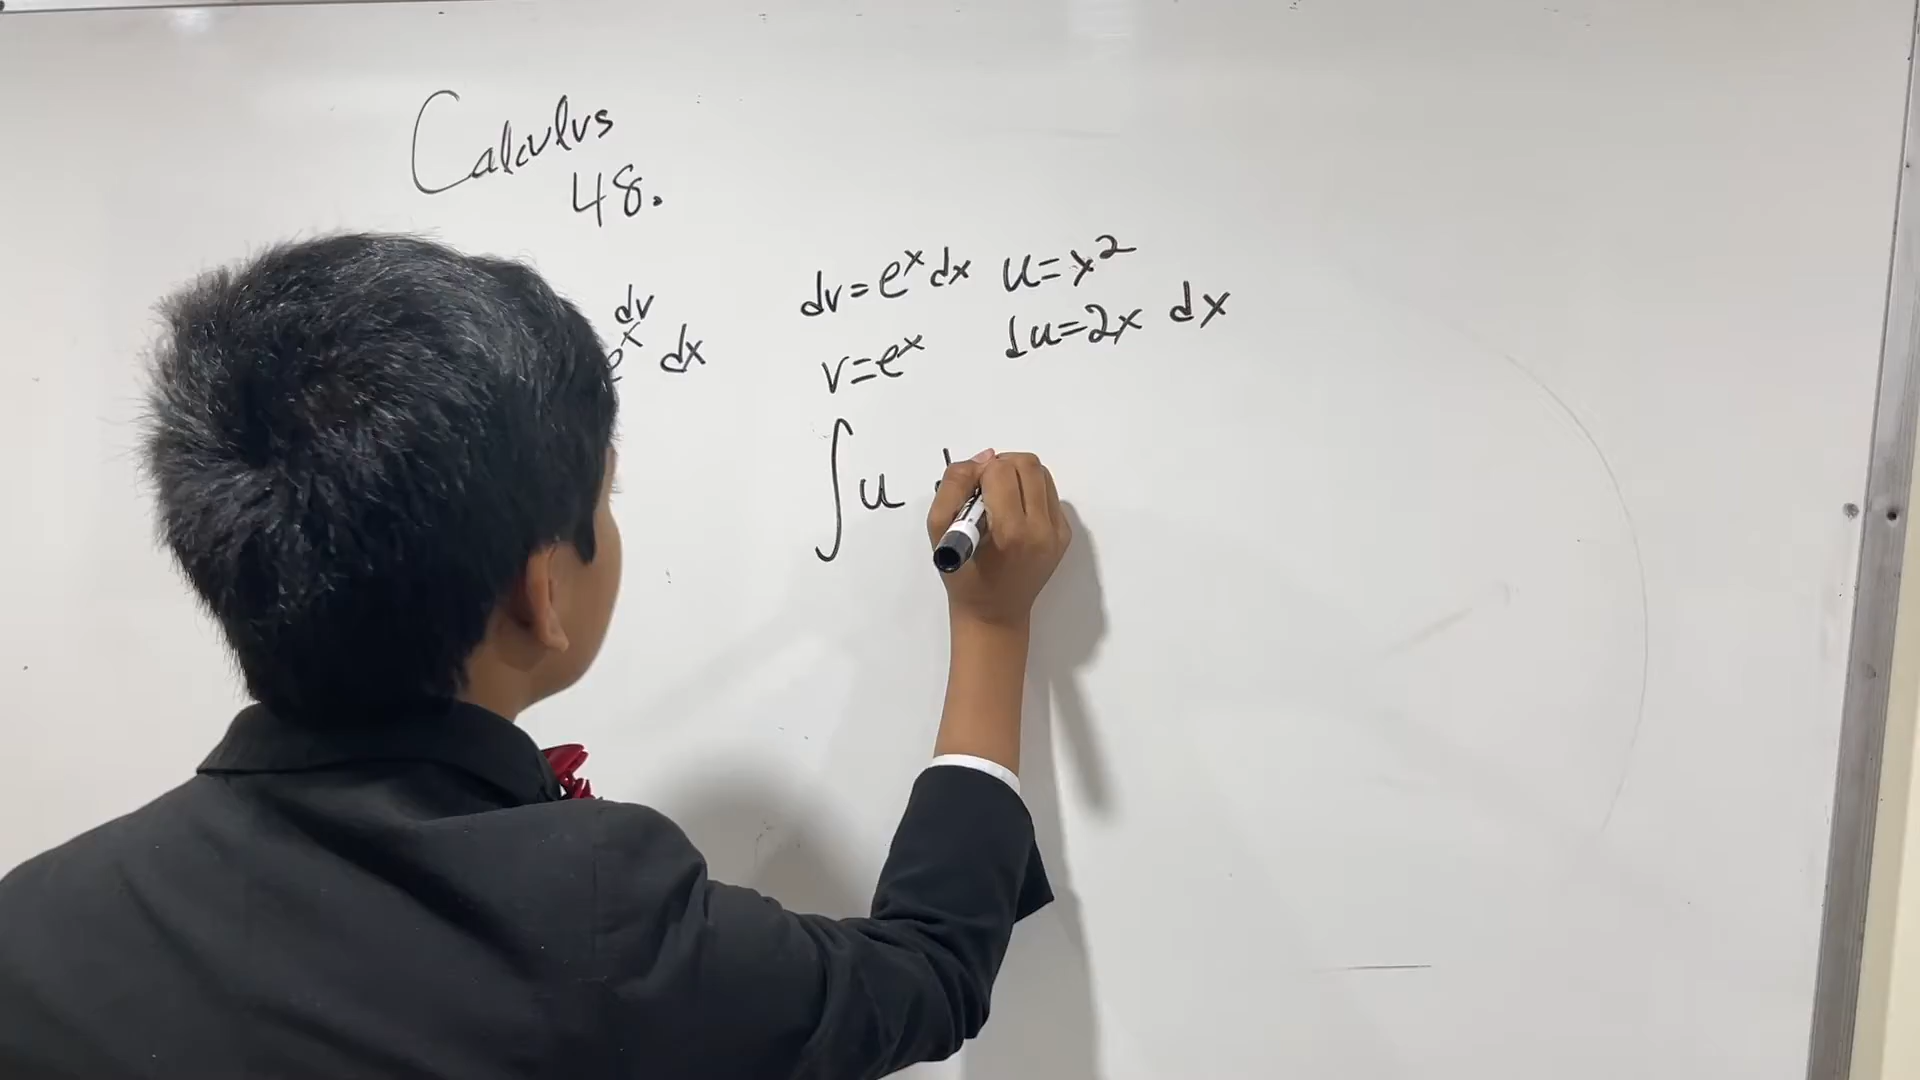 Calculus
48.
dv
e^x dx
dv=e^x dx u=x^2
v=e^x du=2x dx
∫u d